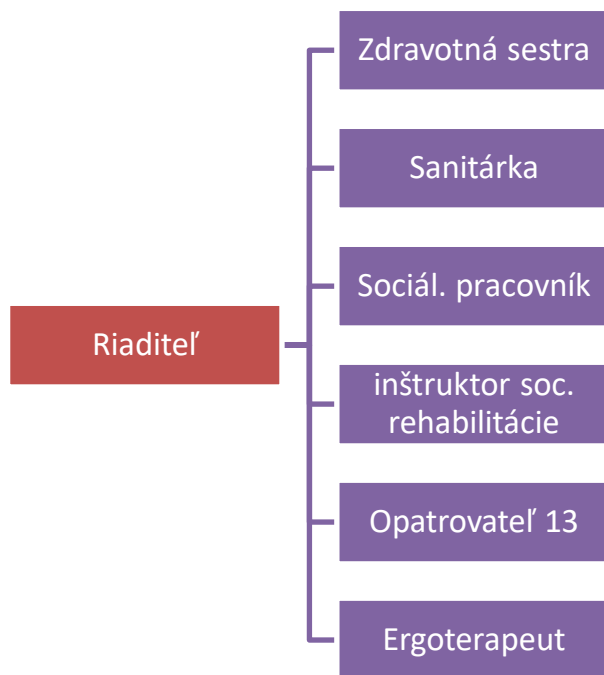 Zdravotná sestra
Sanitárka
Sociál. pracovník
Riaditeľ
inštruktor soc.
rehabilitácie
Opatrovateľ 13
Ergoterapeut